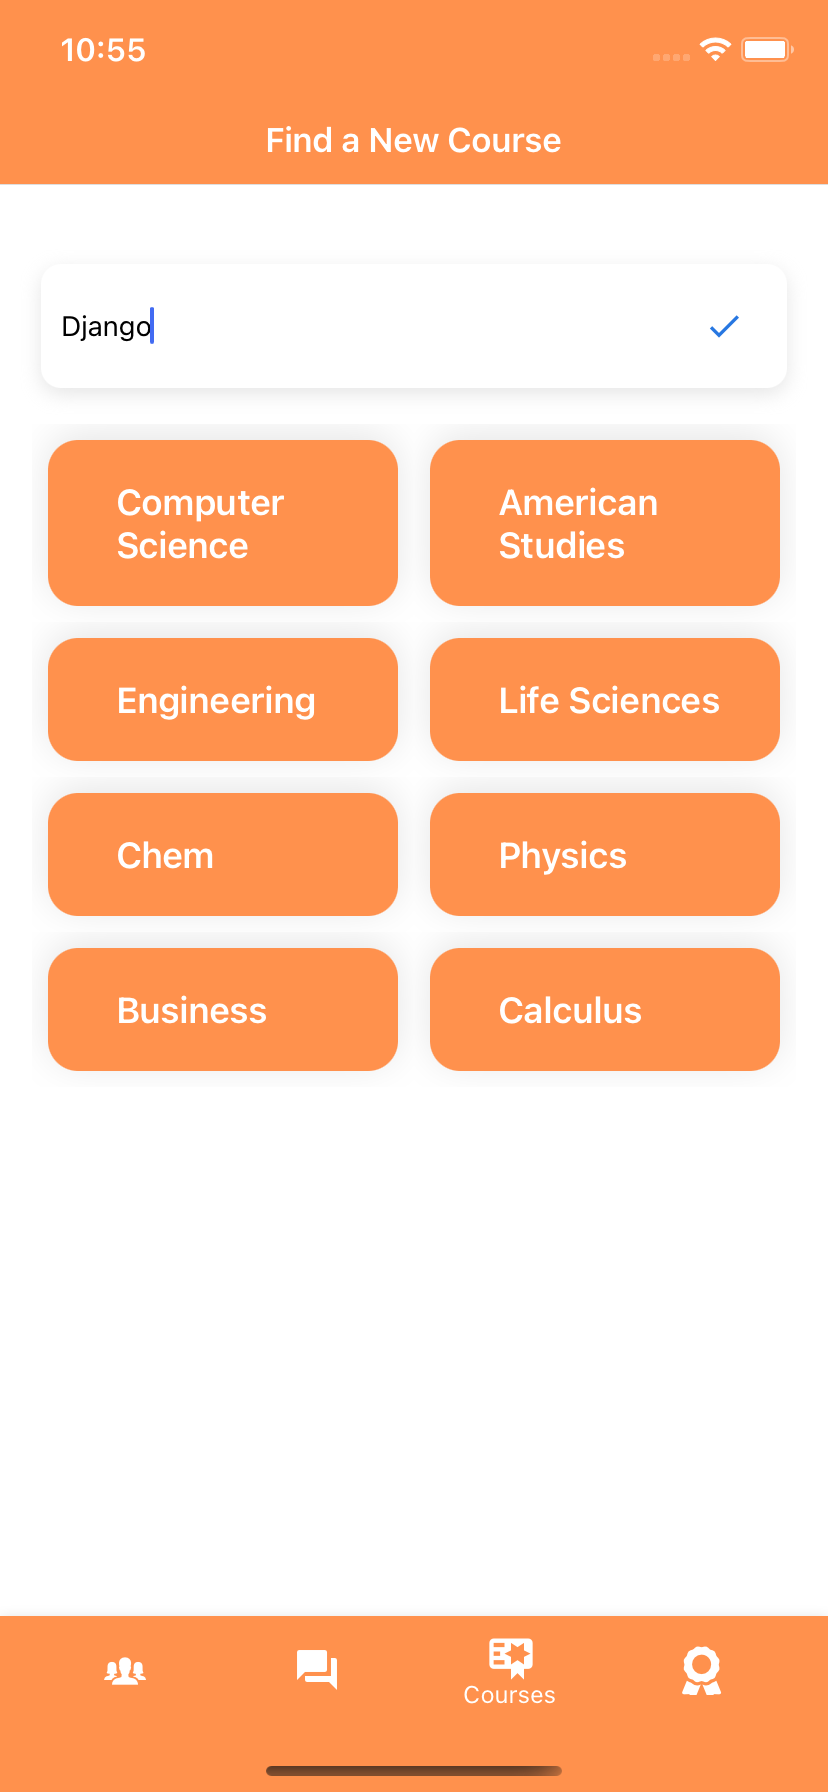 10:55
Find a New Course
Django
Computer
Science
American
Studies
Engineering
Life Sciences
Chem
Physics
Business
Calculus
Courses